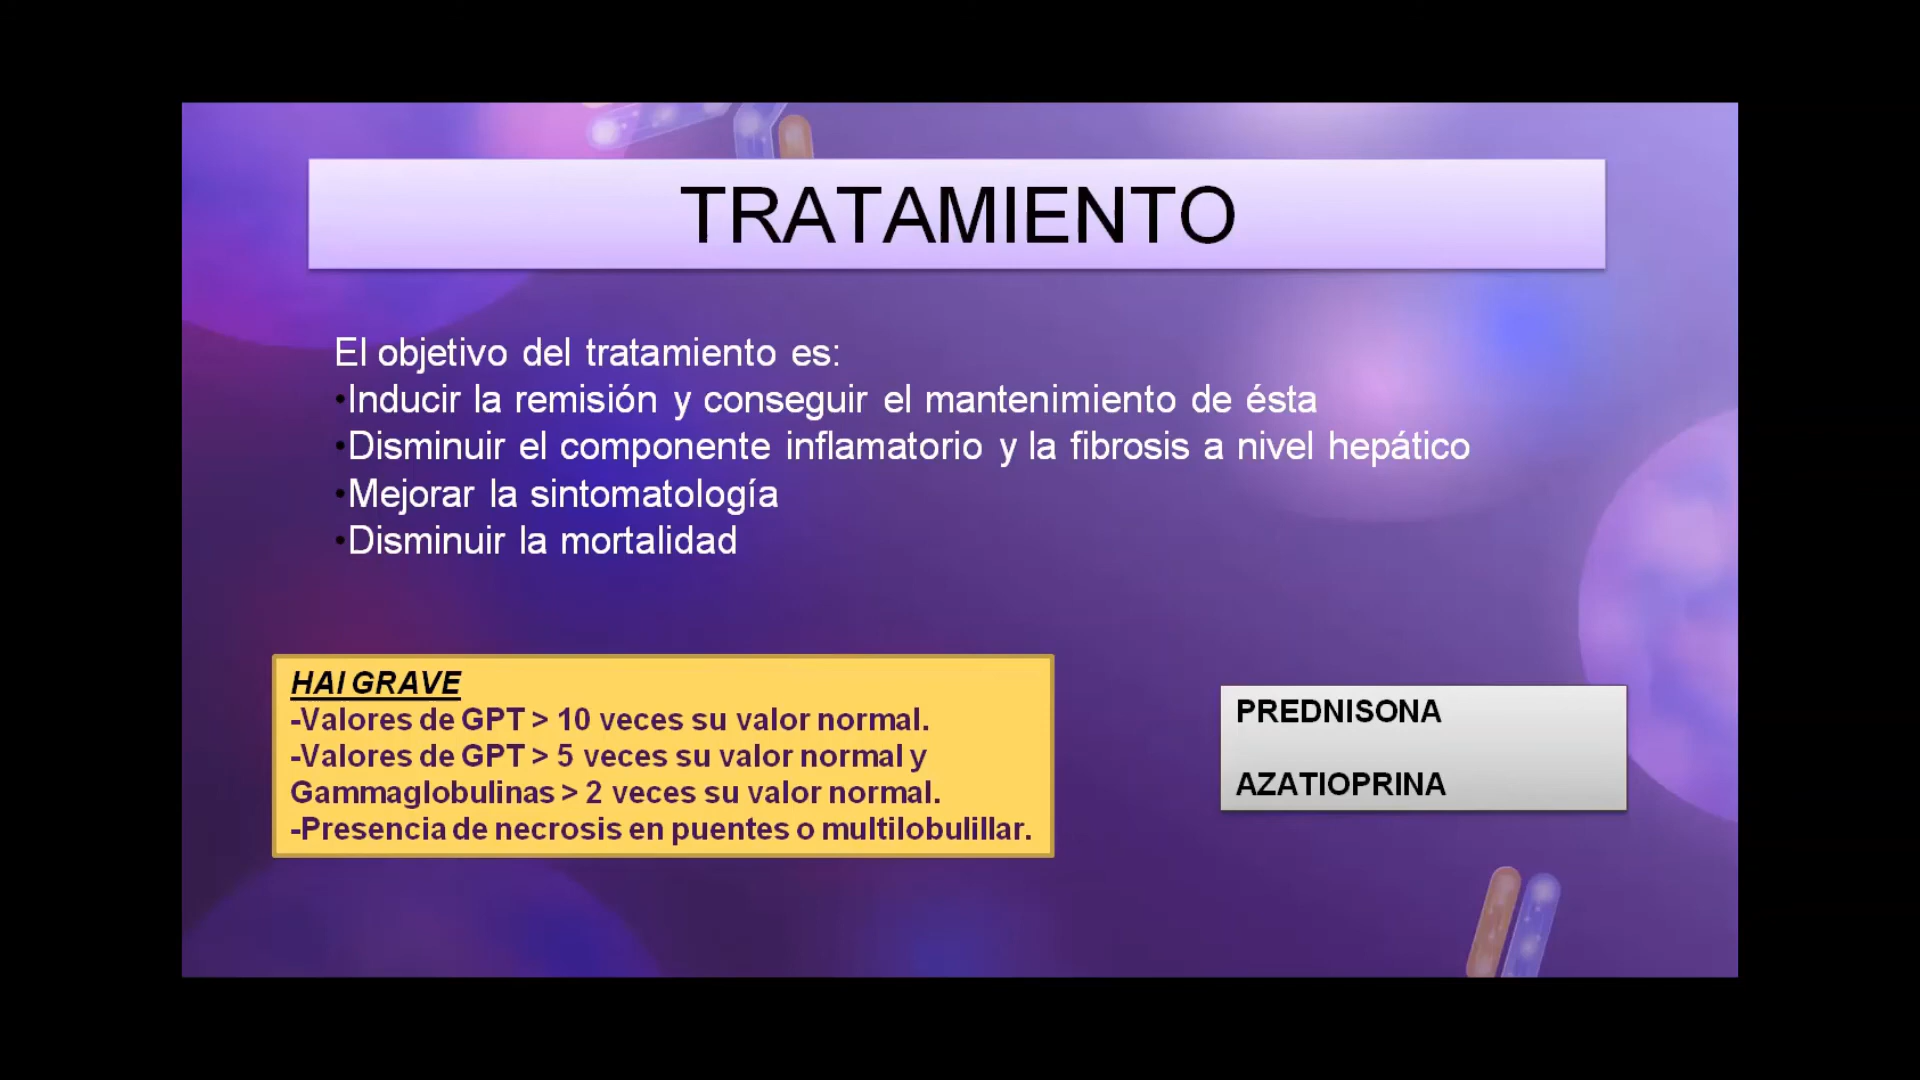 TRATAMIENTO
El objetivo del tratamiento es:
•Inducir la remisión y conseguir el mantenimiento de ésta
•Disminuir el componente inflamatorio y la fibrosis a nivel hepático
•Mejorar la sintomatología
•Disminuir la mortalidad
HAI GRAVE
-Valores de GPT > 10 veces su valor normal.
-Valores de GPT > 5 veces su valor normal y
Gammaglobulinas > 2 veces su valor normal.
-Presencia de necrosis en puentes o multilobulillar.
PREDNISONA
AZATIOPRINA